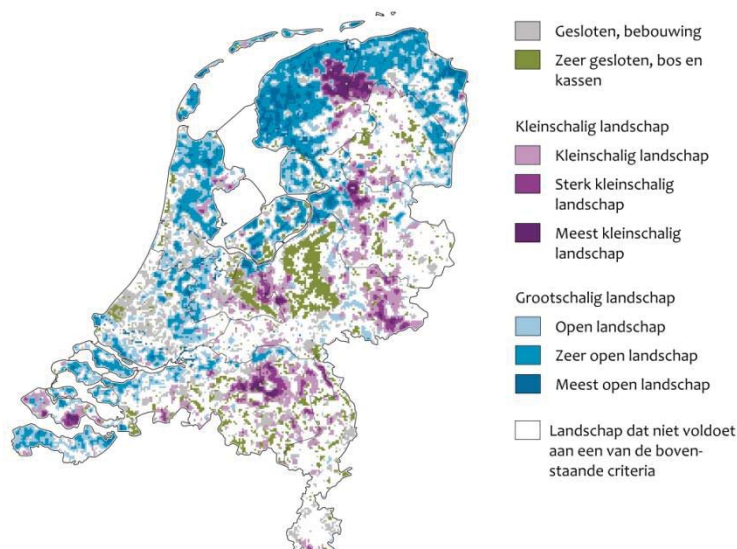 Gesloten, bebouwing
Zeer gesloten, bos en
kassen
Kleinschalig landschap
Kleinschalig landschap
Sterk kleinschalig
landschap
Meest kleinschalig
landschap
Grootschalig landschap
Open landschap
Zeer open landschap
Meest open landschap
Landschap dat niet voldoet
aan een van de boven-
staande criteria